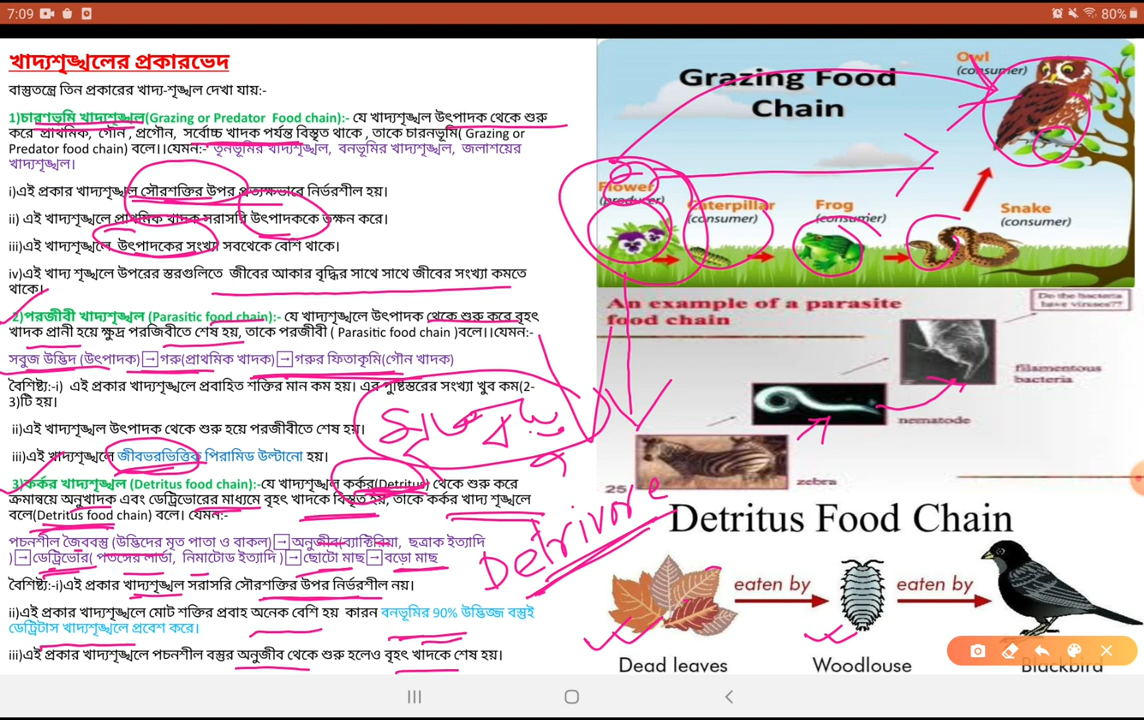 7:09
80%
খাদ্যশৃঙ্খলের প্রকারভেদ
বাস্তুতন্ত্রে তিন প্রকারের খাদ্য-শৃঙ্খল দেখা যায়:-
1)চারণভূমি খাদ্যশৃঙ্খল(Grazing or Predator Food chain):- যে খাদ্যশৃঙ্খল উৎপাদক থেকে শুরু
করে প্রাথমিক, গৌন, প্রগৌন, সর্বোচ্চ খাদক পর্যন্ত বিস্তৃত থাকে , তাকে চারনভূমি( Grazing or
Predator food chain) বলে।।যেমন:- তৃনভূমির খাদ্যশৃঙ্খল, বনভূমির খাদ্যশৃঙ্খল, জলাশয়ের
খাদ্যশৃঙ্খল।
i)এই প্রকার খাদ্যশৃঙ্খল সৌরশক্তির উপর প্রত্যক্ষভাবে নির্ভরশীল হয়।
ii) এই খাদ্যশৃঙ্খলে প্রাথমিক খাদক সরাসরি উৎপাদককে ভক্ষন করে।
iii)এই খাদ্যশৃঙ্খলে উৎপাদকের সংখ্যা সবথেকে বেশি থাকে।
iv)এই খাদ্য শৃঙ্খলে উপরের স্তরগুলিতে জীবের আকার বৃদ্ধির সাথে সাথে জীবের সংখ্যা কমতে
থাকে।
2)পরজীবী খাদ্যশৃঙ্খল (Parasitic food chain):- যে খাদ্যশৃঙ্খলে উৎপাদক থেকে শুরু করে বৃহৎ
খাদক প্রানী হয়ে ক্ষুদ্র পরজিবীতে শেষ হয়, তাকে পরজীবী ( Parasitic food chain )বলে।।যেমন:-
সবুজ উদ্ভিদ (উৎপাদক)→গরু(প্রাথমিক খাদক)→গরুর ফিতাকৃমি(গৌন খাদক)
বৈশিষ্ট্য:-i) এই প্রকার খাদ্যশৃঙ্খলে প্রবাহিত শক্তির মান কম হয়। এর পুষ্টিস্তরের সংখ্যা খুব কম(2-
3)টি হয়।
ii)এই খাদ্যশৃঙ্খল উৎপাদক থেকে শুরু হয়ে পরজীবীতে শেষ হয়।
iii)এই খাদ্যশৃঙ্খলে জীবভরভিত্তিক পিরামিড উল্টানো হয়।
3)কর্কর খাদ্যশৃঙ্খল (Detritus food chain):-যে খাদ্যশৃঙ্খল কর্কর(Detritus) থেকে শুরু করে
ক্রমান্বয়ে অনুখাদক এবং ডেট্রিভোরের মাধ্যমে বৃহৎ খাদকে বিস্তৃত হয়, তাকে কর্কর খাদ্য শৃঙ্খলে
বলে(Detritus food chain) বলে। যেমন:-
পচনশীল জৈববস্তু (উদ্ভিদের মৃত পাতা ও বাকল)→অনুজীব(ব্যাক্টিরিয়া, ছত্রাক ইত্যাদি
)→ডেট্রিভোর( পতঙ্গের লার্ভা, নিমাটোড ইত্যাদি )→ছোটো মাছ→বড়ো মাছ
বৈশিষ্ট্য:-i)এই প্রকার খাদ্যশৃঙ্খল সরাসরি সৌরশক্তির উপর নির্ভরশীল নয়।
ii)এই প্রকার খাদ্যশৃঙ্খলে মোট শক্তির প্রবাহ অনেক বেশি হয় কারন বনভূমির 90% উদ্ভিজ্জ বস্তুই
ডেট্রিটাস খাদ্যশৃঙ্খলে প্রবেশ করে।
iii)এই প্রকার খাদ্যশৃঙ্খলে পচনশীল বস্তুর অনুজীব থেকে শুরু হলেও বৃহৎ খাদকে শেষ হয়।
Detrivore
Grazing Food
Chain
Owl
(consumer)
Flower
(producer)
Caterpillar
(consumer)
Frog
(consumer)
Snake
(consumer)
An example of a parasite
food chain
Do the bacteria
have viruses??
filamentous
bacteria
nematode
zebra
25
Detritus Food Chain
eaten by
eaten by
Dead leaves
Woodlouse
Blackbird